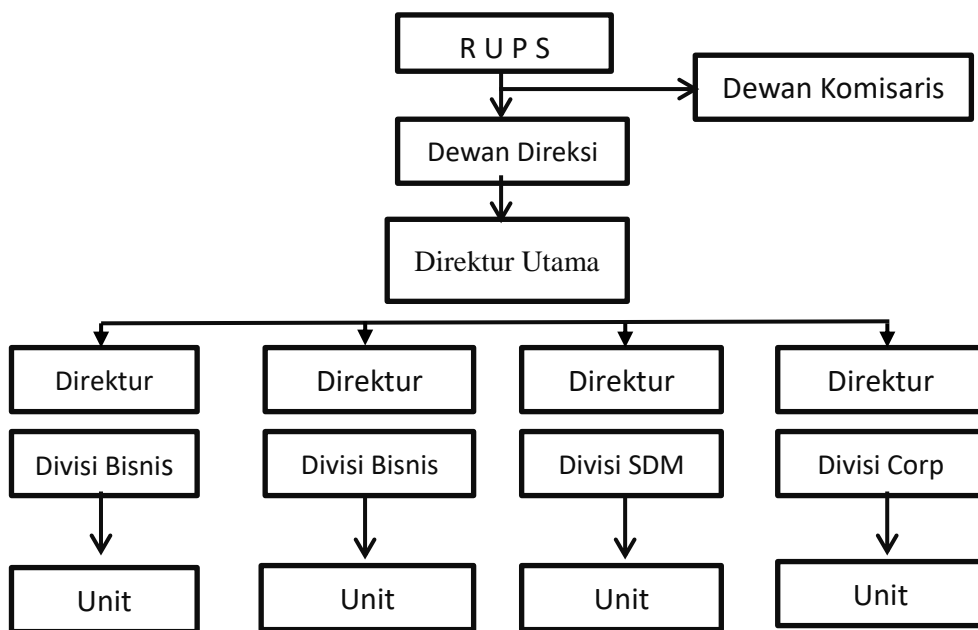 R U P S
Dewan Komisaris
Dewan Direksi
Direktur Utama
Direktur
Direktur
Direktur
Direktur
Divisi Bisnis
Divisi Bisnis
Divisi SDM
Divisi Corp
Unit
Unit
Unit
Unit